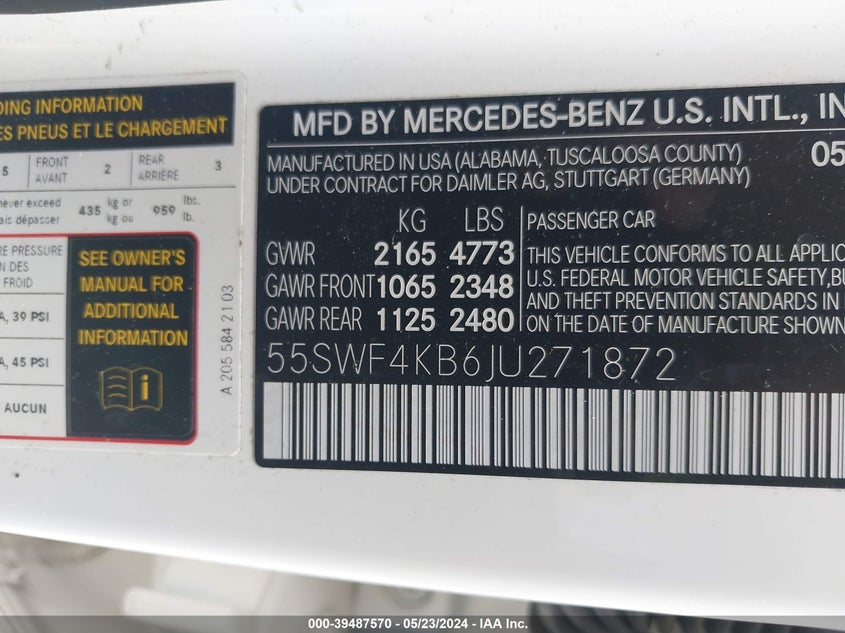 DING INFORMATION
ES PNEUS ET LE CHARGEMENT
5 FRONT AVANT 2 REAR ARRIÈRE 3
never exceed 435 kg or 959 lbs.
ais dépasser kg ou lb.
RE PRESSURE
N DES
FROID
A, 39 PSI
A, 45 PSI
AUCUN
SEE OWNER'S
MANUAL FOR
ADDITIONAL
INFORMATION
i
A 205 584 21 03
MFD BY MERCEDES-BENZ U.S. INTL., IN
MANUFACTURED IN USA (ALABAMA, TUSCALOOSA COUNTY) 05
UNDER CONTRACT FOR DAIMLER AG, STUTTGART (GERMANY)
KG LBS
GVWR 2165 4773
GAWR FRONT 1065 2348
GAWR REAR 1125 2480
PASSENGER CAR
THIS VEHICLE CONFORMS TO ALL APPLIC
U.S. FEDERAL MOTOR VEHICLE SAFETY, BU
AND THEFT PREVENTION STANDARDS IN
ON THE DATE OF MANUFACTURE SHOWN
55SWF4KB6JU271872
000-39487570 - 05/23/2024 - IAA Inc.